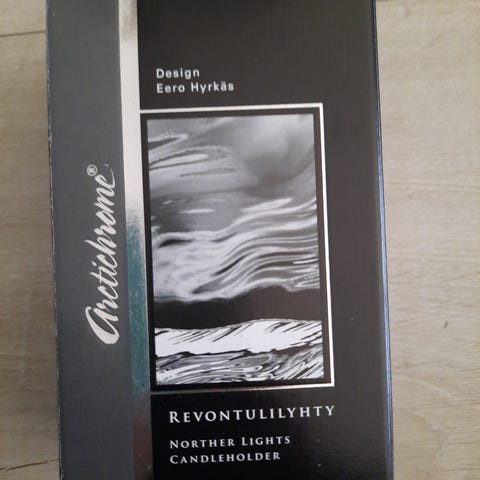 Design
Eero Hyrkäs
Arctichrome®
REVONTULILYHTY
NORTHER LIGHTS
CANDLEHOLDER